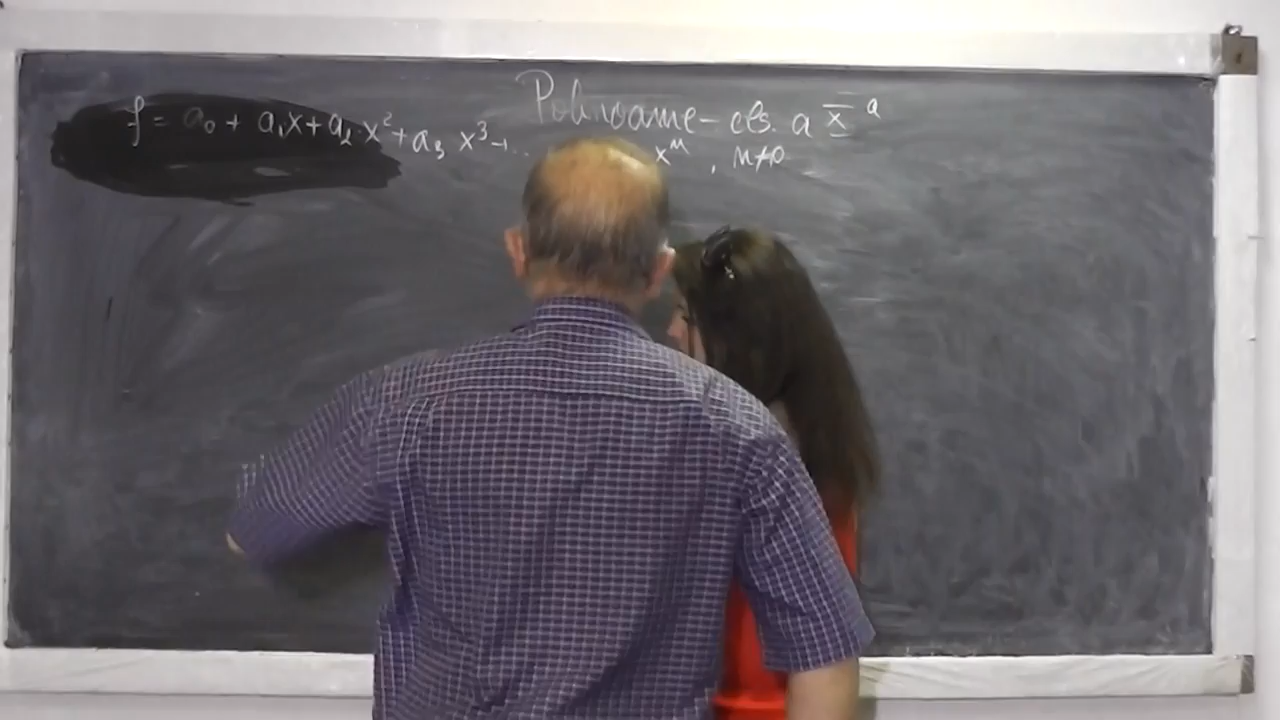 Polinoame - cls. a X a
f = a₀ + a₁x + a₂·x² + a₃ x³ + ... xⁿ , n≠0